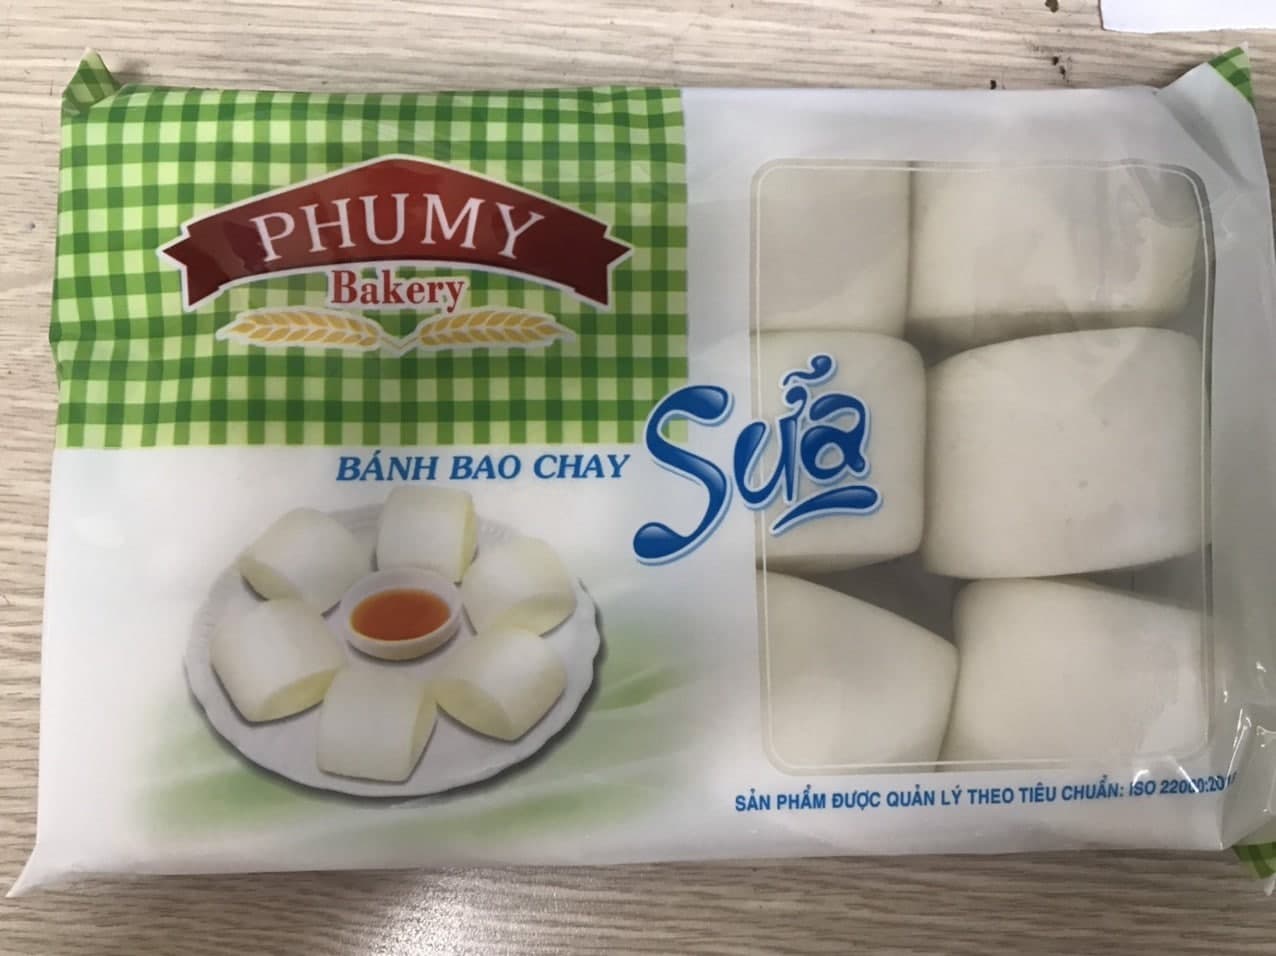 PHUMY
Bakery
BÁNH BAO CHAY
Sữa
SẢN PHẨM ĐƯỢC QUẢN LÝ THEO TIÊU CHUẨN: ISO